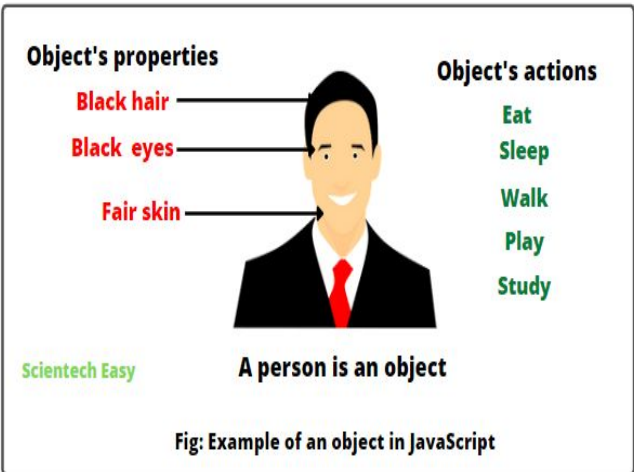 Object's properties
Black hair
Black eyes
Fair skin
Object's actions
Eat
Sleep
Walk
Play
Study
Scientech Easy
A person is an object
Fig: Example of an object in JavaScript